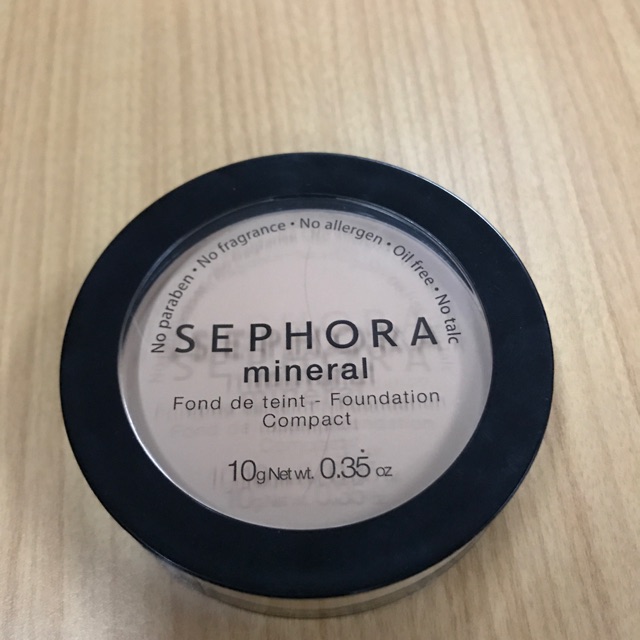 No paraben • No fragrance • No allergen • Oil free • No talc
SEPHORA
mineral
Fond de teint - Foundation
Compact
10g Net wt. 0.35 oz